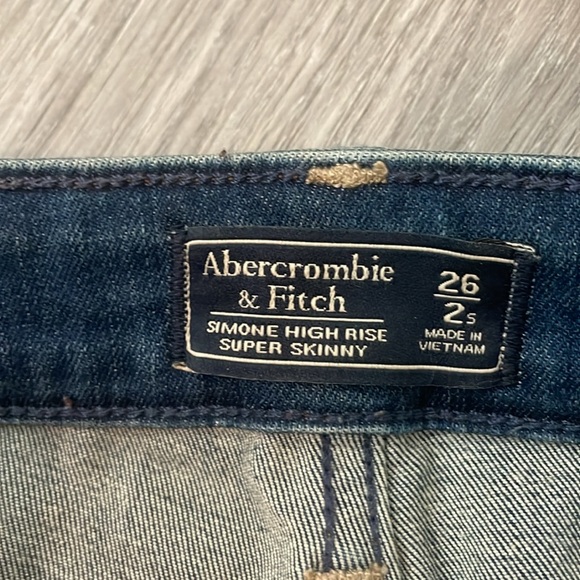 Abercrombie
& Fitch
SIMONE HIGH RISE
SUPER SKINNY
26
2S
MADE IN
VIETNAM